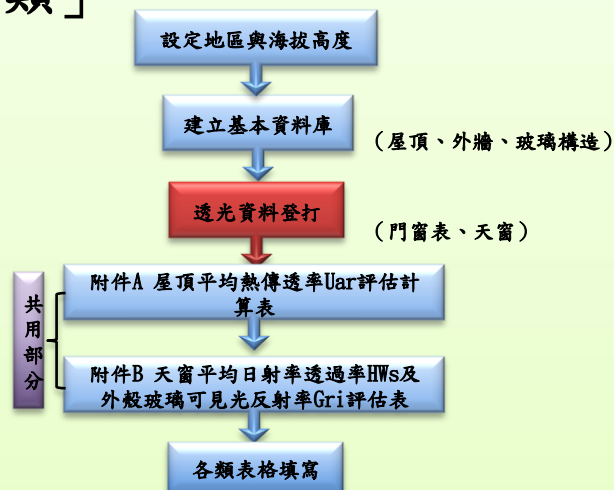 類」
設定地區與海拔高度
建立基本資料庫
（屋頂、外牆、玻璃構造）
透光資料登打
（門窗表、天窗）
共用部分
附件A 屋頂平均熱傳透率Uar評估計
算表
附件B 天窗平均日射率透過率HWs及
外殼玻璃可見光反射率Gri評估表
各類表格填寫